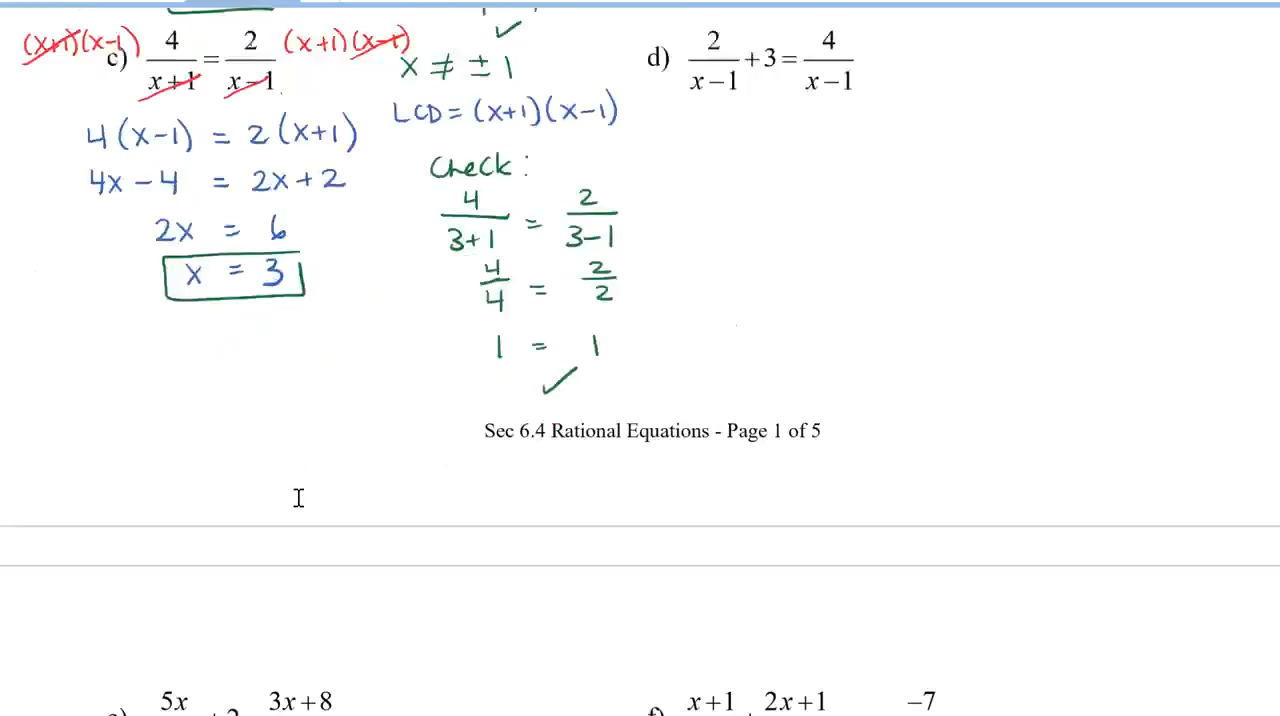 (x+1)(x-1) c) 4/(x+1) = 2/(x-1) (x+1)(x-1)
x ≠ ± 1
LCD = (x+1)(x-1)
4(x-1) = 2(x+1)
4x - 4 = 2x + 2
2x = 6
x = 3
Check:
4/(3+1) = 2/(3-1)
4/4 = 2/2
1 = 1
✓
d) 2/(x-1) + 3 = 4/(x-1)
Sec 6.4 Rational Equations - Page 1 of 5
5x 3x+8
x+1 2x+1 -7